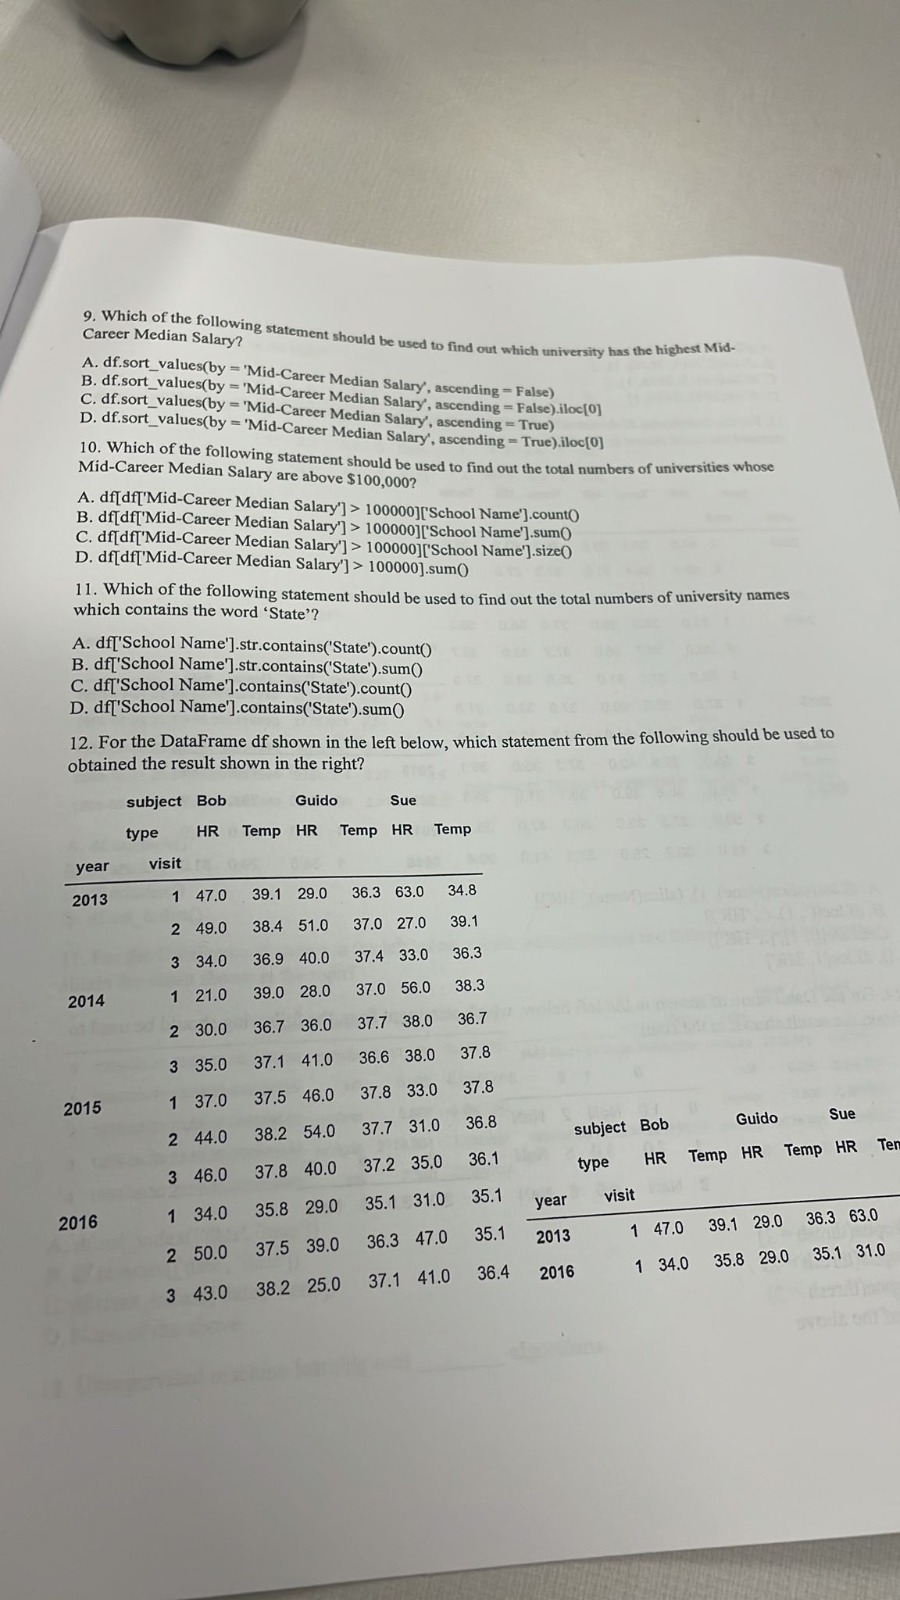 9. Which of the following statement should be used to find out which university has the highest Mid-
Career Median Salary?
A. df.sort_values(by = 'Mid-Career Median Salary', ascending = False)
B. df.sort_values(by = 'Mid-Career Median Salary', ascending = False).iloc[0]
C. df.sort_values(by = 'Mid-Career Median Salary', ascending = True)
D. df.sort_values(by = 'Mid-Career Median Salary', ascending = True).iloc[0]
10. Which of the following statement should be used to find out the total numbers of universities whose
Mid-Career Median Salary are above $100,000?
A. df[df['Mid-Career Median Salary'] > 100000]['School Name'].count()
B. df[df['Mid-Career Median Salary'] > 100000]['School Name'].sum()
C. df[df['Mid-Career Median Salary'] > 100000]['School Name'].size()
D. df[df['Mid-Career Median Salary'] > 100000].sum()
11. Which of the following statement should be used to find out the total numbers of university names
which contains the word ‘State’?
A. df['School Name'].str.contains('State').count()
B. df['School Name'].str.contains('State').sum()
C. df['School Name'].contains('State').count()
D. df['School Name'].contains('State').sum()
12. For the DataFrame df shown in the left below, which statement from the following should be used to
obtained the result shown in the right?
subject Bob Guido Sue
type HR Temp HR Temp HR Temp
year visit
2013 1 47.0 39.1 29.0 36.3 63.0 34.8
2 49.0 38.4 51.0 37.0 27.0 39.1
3 34.0 36.9 40.0 37.4 33.0 36.3
2014 1 21.0 39.0 28.0 37.0 56.0 38.3
2 30.0 36.7 36.0 37.7 38.0 36.7
3 35.0 37.1 41.0 36.6 38.0 37.8
2015 1 37.0 37.5 46.0 37.8 33.0 37.8
2 44.0 38.2 54.0 37.7 31.0 36.8
3 46.0 37.8 40.0 37.2 35.0 36.1
2016 1 34.0 35.8 29.0 35.1 31.0 35.1
2 50.0 37.5 39.0 36.3 47.0 35.1
3 43.0 38.2 25.0 37.1 41.0 36.4
subject Bob Guido Sue
type HR Temp HR Temp HR
year visit
2013 1 47.0 39.1 29.0 36.3 63.0
2016 1 34.0 35.8 29.0 35.1 31.0